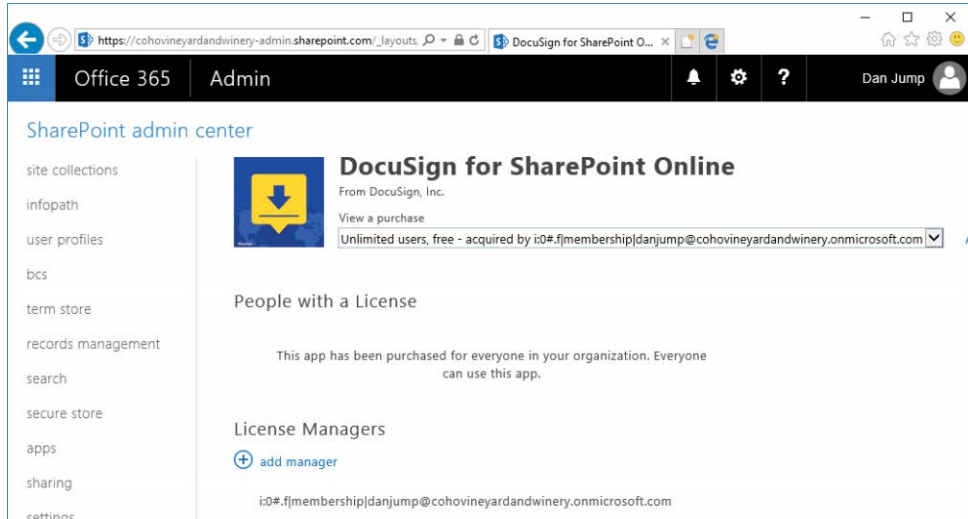 https://cohovineyardandwinery-admin.sharepoint.com/_layouts
DocuSign for SharePoint O...
Office 365
Admin
?
Dan Jump
SharePoint admin center
site collections
infopath
user profiles
bcs
term store
records management
search
secure store
apps
sharing
settings
DocuSign for SharePoint Online
From DocuSign, Inc.
View a purchase
Unlimited users, free - acquired by i:0#.f|membership|danjump@cohovineyardandwinery.onmicrosoft.com
People with a License
This app has been purchased for everyone in your organization. Everyone
can use this app.
License Managers
add manager
i:0#.f|membership|danjump@cohovineyardandwinery.onmicrosoft.com